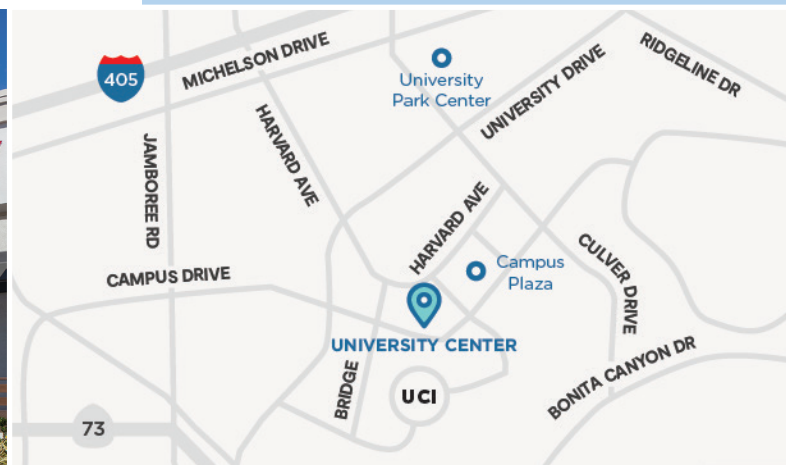 405
MICHELSON DRIVE
University
Park Center
UNIVERSITY DRIVE
RIDGELINE DR
HARVARD AVE
JAMBOREE RD
HARVARD AVE
CAMPUS DRIVE
Campus
Plaza
CULVER DRIVE
UNIVERSITY CENTER
BRIDGE
UCI
BONITA CANYON DR
73